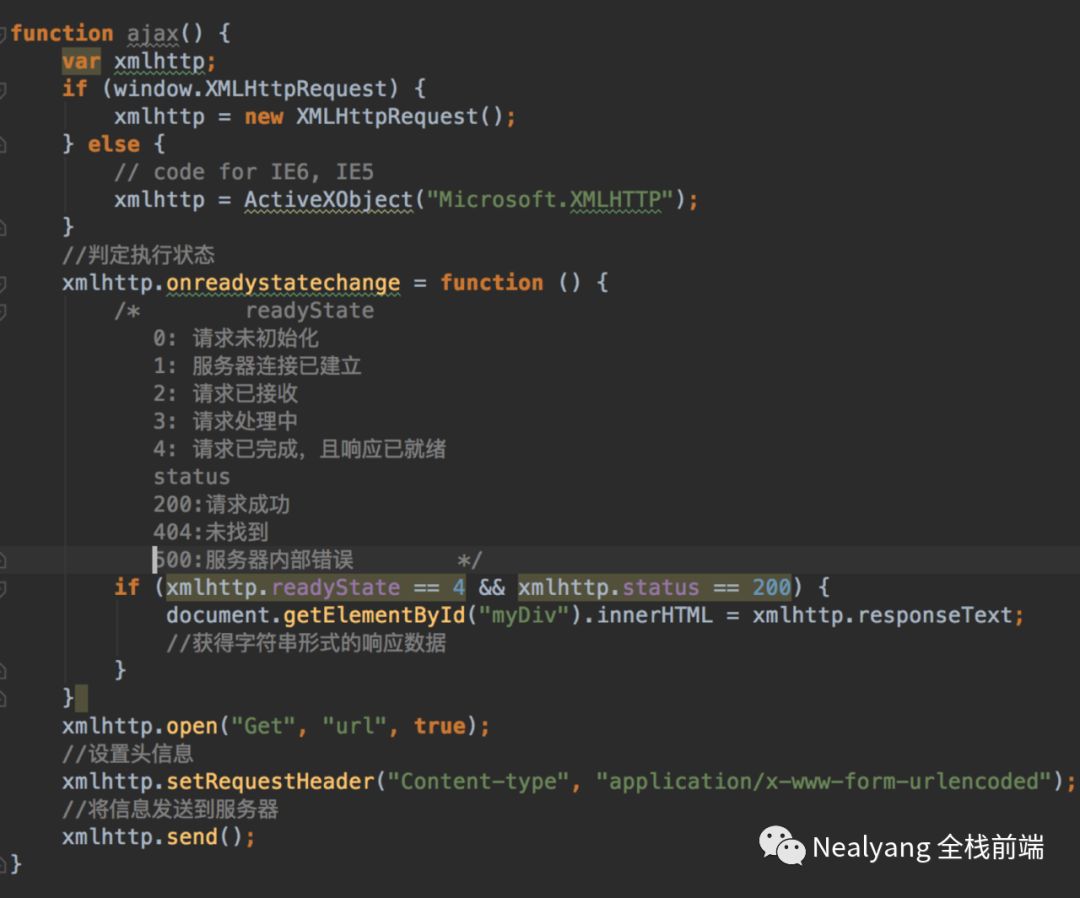 function ajax() {
    var xmlhttp;
    if (window.XMLHttpRequest) {
        xmlhttp = new XMLHttpRequest();
    } else {
        // code for IE6, IE5
        xmlhttp = ActiveXObject("Microsoft.XMLHTTP");
    }
    //判定执行状态
    xmlhttp.onreadystatechange = function () {
        /*        readyState
           0: 请求未初始化
           1: 服务器连接已建立
           2: 请求已接收
           3: 请求处理中
           4: 请求已完成，且响应已就绪
           status
           200:请求成功
           404:未找到
           500:服务器内部错误        */
        if (xmlhttp.readyState == 4 && xmlhttp.status == 200) {
            document.getElementById("myDiv").innerHTML = xmlhttp.responseText;
            //获得字符串形式的响应数据
        }
    }
    xmlhttp.open("Get", "url", true);
    //设置头信息
    xmlhttp.setRequestHeader("Content-type", "application/x-www-form-urlencoded");
    //将信息发送到服务器
    xmlhttp.send();
}
Nealyang 全栈前端